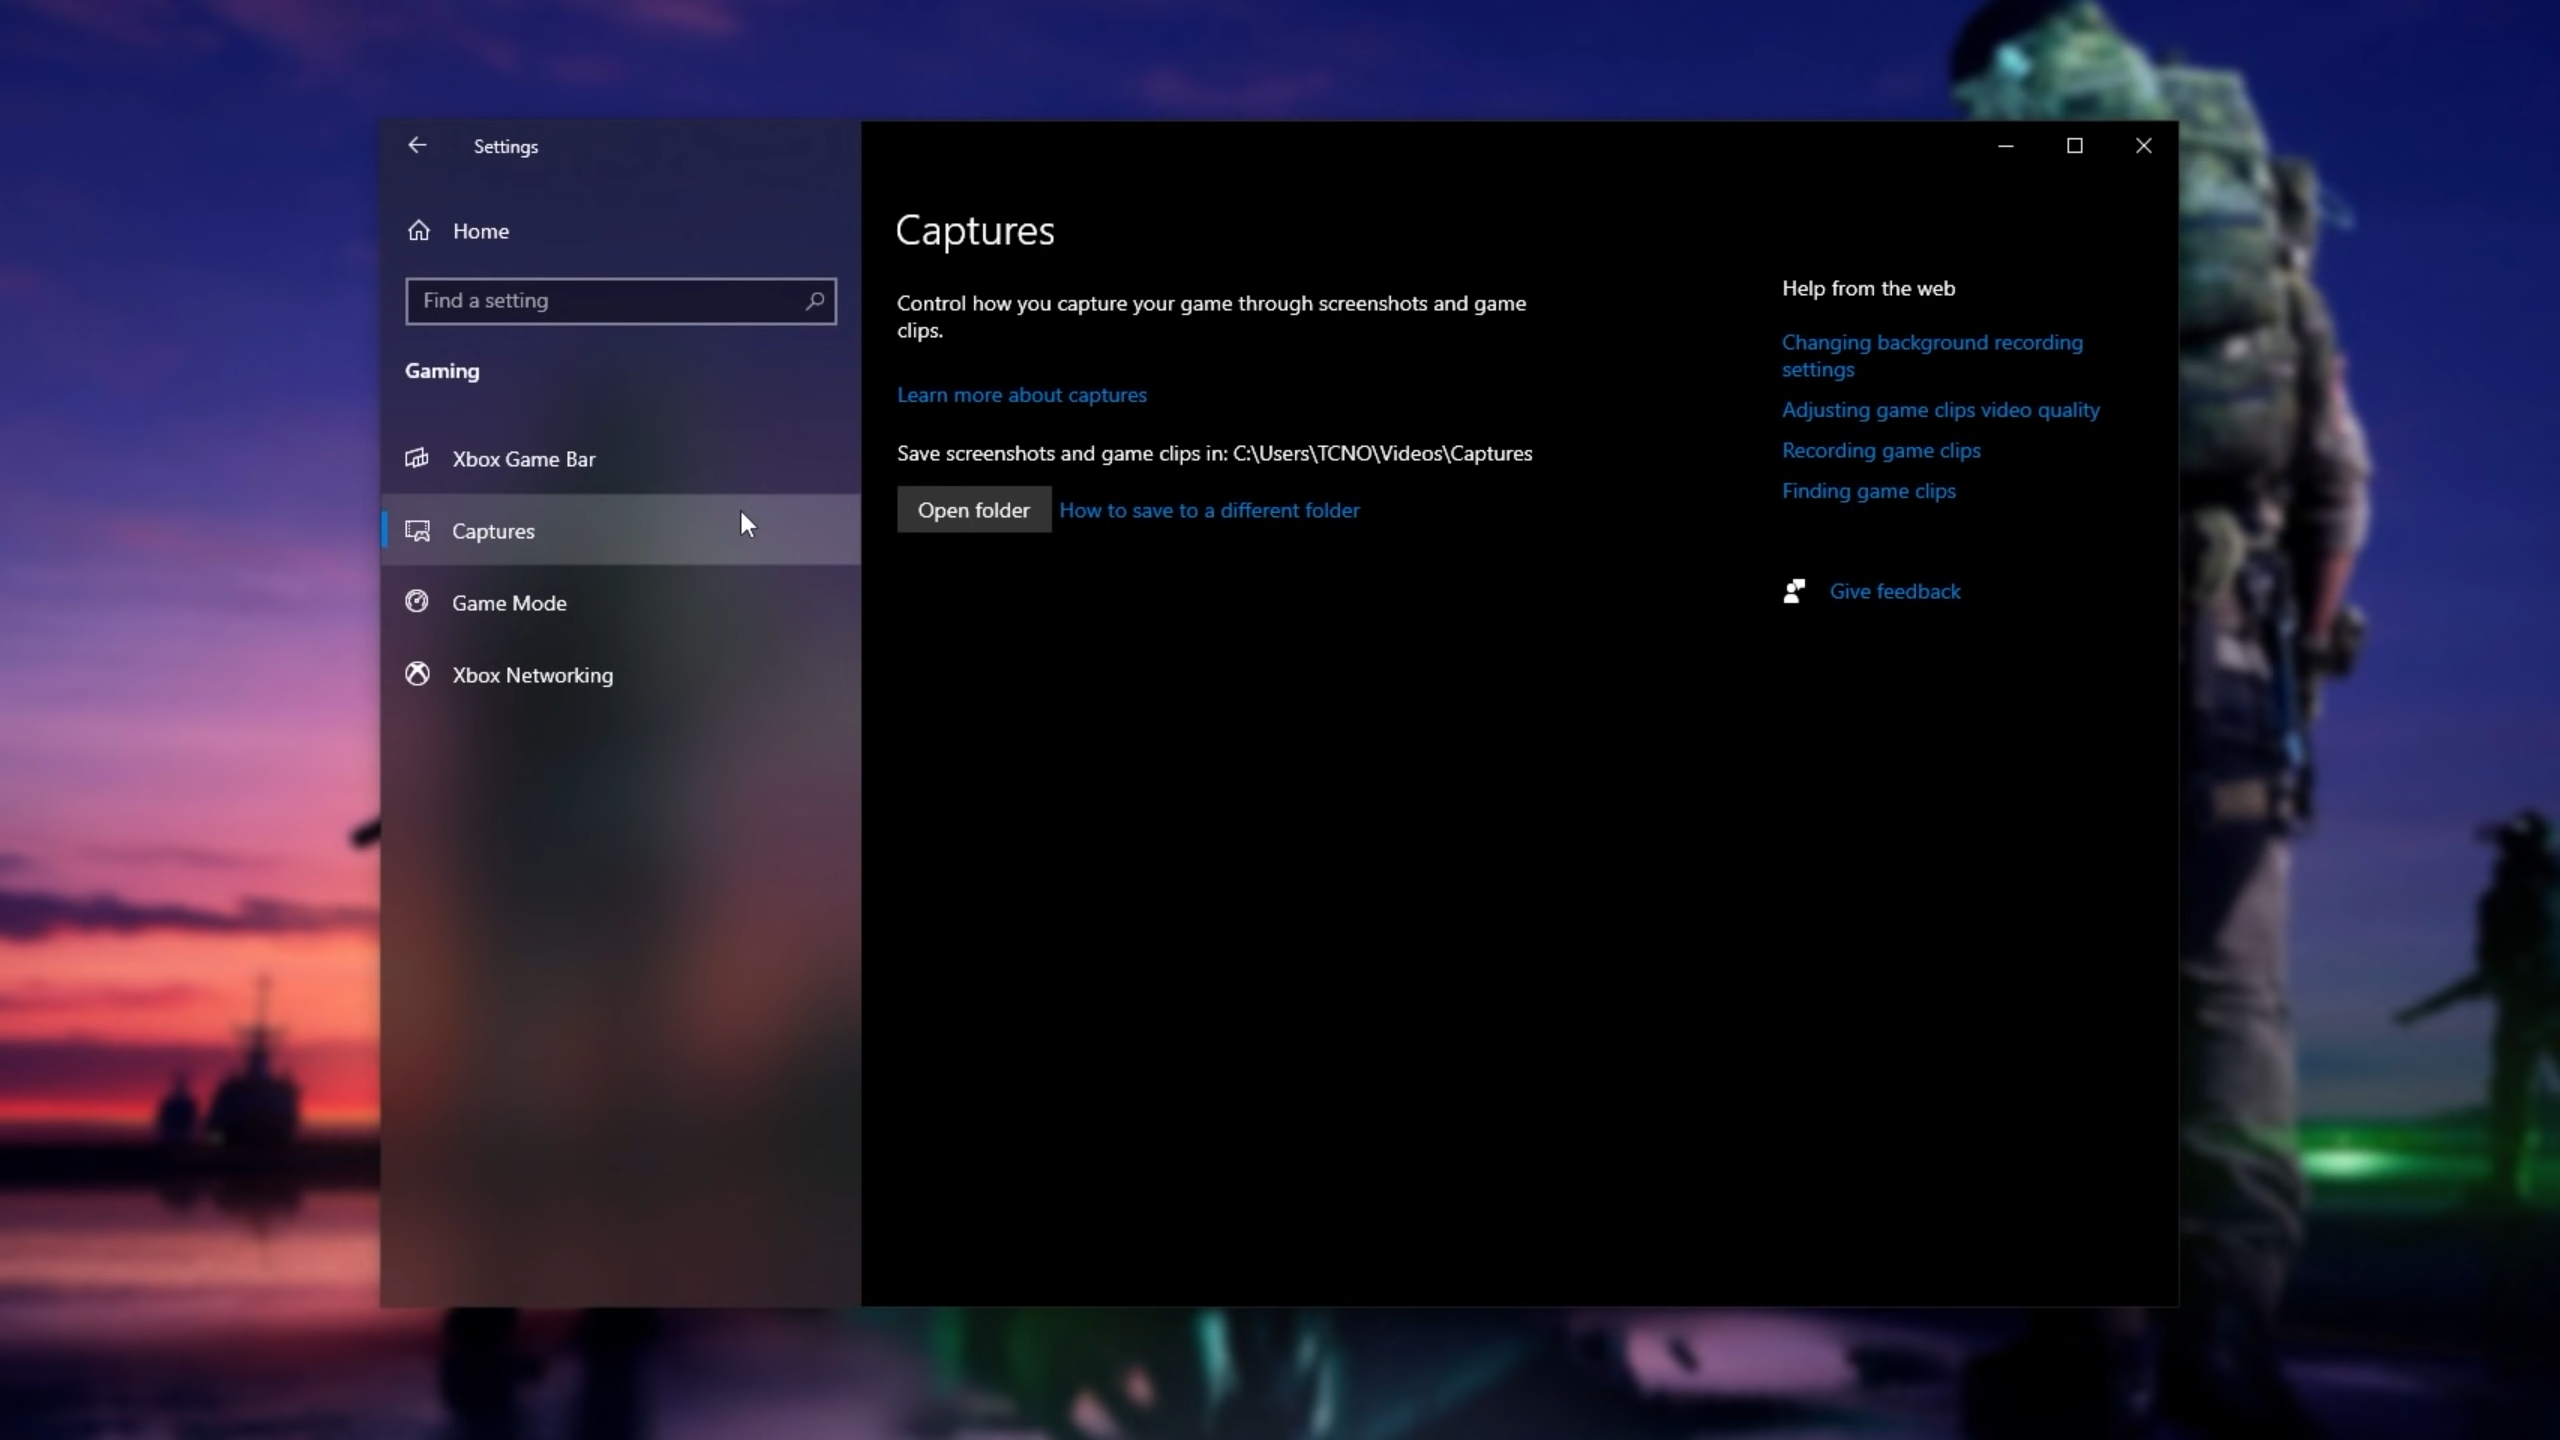 Settings
Home
Find a setting
Gaming
Xbox Game Bar
Captures
Game Mode
Xbox Networking
Captures
Control how you capture your game through screenshots and game
clips.
Learn more about captures
Save screenshots and game clips in: C:\Users\TCNO\Videos\Captures
Open folder How to save to a different folder
Help from the web
Changing background recording
settings
Adjusting game clips video quality
Recording game clips
Finding game clips
Give feedback